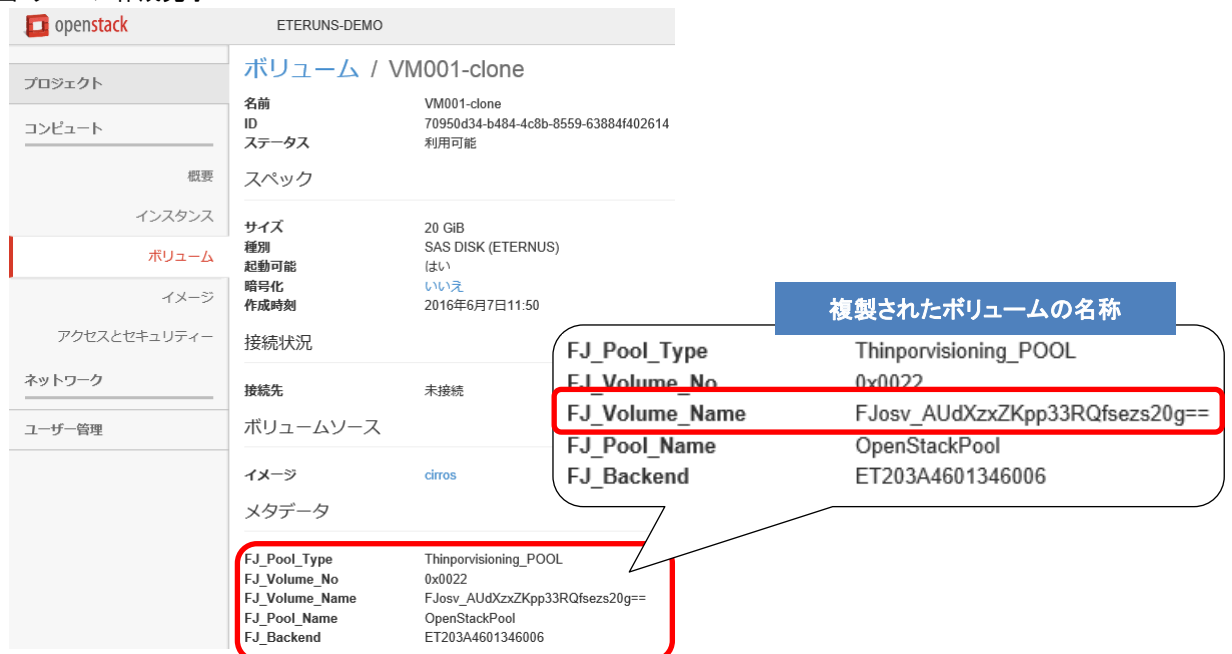 openstack ETERUNS-DEMO
プロジェクト
コンピュート
概要
インスタンス
ボリューム
イメージ
アクセスとセキュリティー
ネットワーク
ユーザー管理
ボリューム / VM001-clone
名前 VM001-clone
ID 70950d34-b484-4c8b-8559-63884f402614
ステータス 利用可能
スペック
サイズ 20 GiB
種別 SAS DISK (ETERNUS)
起動可能 はい
暗号化 いいえ
作成時刻 2016年6月7日11:50
接続状況
接続先 未接続
ボリュームソース
イメージ cirros
メタデータ
FJ_Pool_Type Thinporvisioning_POOL
FJ_Volume_No 0x0022
FJ_Volume_Name FJosv_AUdXzxZKpp33RQfsezs20g==
FJ_Pool_Name OpenStackPool
FJ_Backend ET203A4601346006
複製されたボリュームの名称
FJ_Pool_Type Thinporvisioning_POOL
FJ_Volume_No 0x0022
FJ_Volume_Name FJosv_AUdXzxZKpp33RQfsezs20g==
FJ_Pool_Name OpenStackPool
FJ_Backend ET203A4601346006